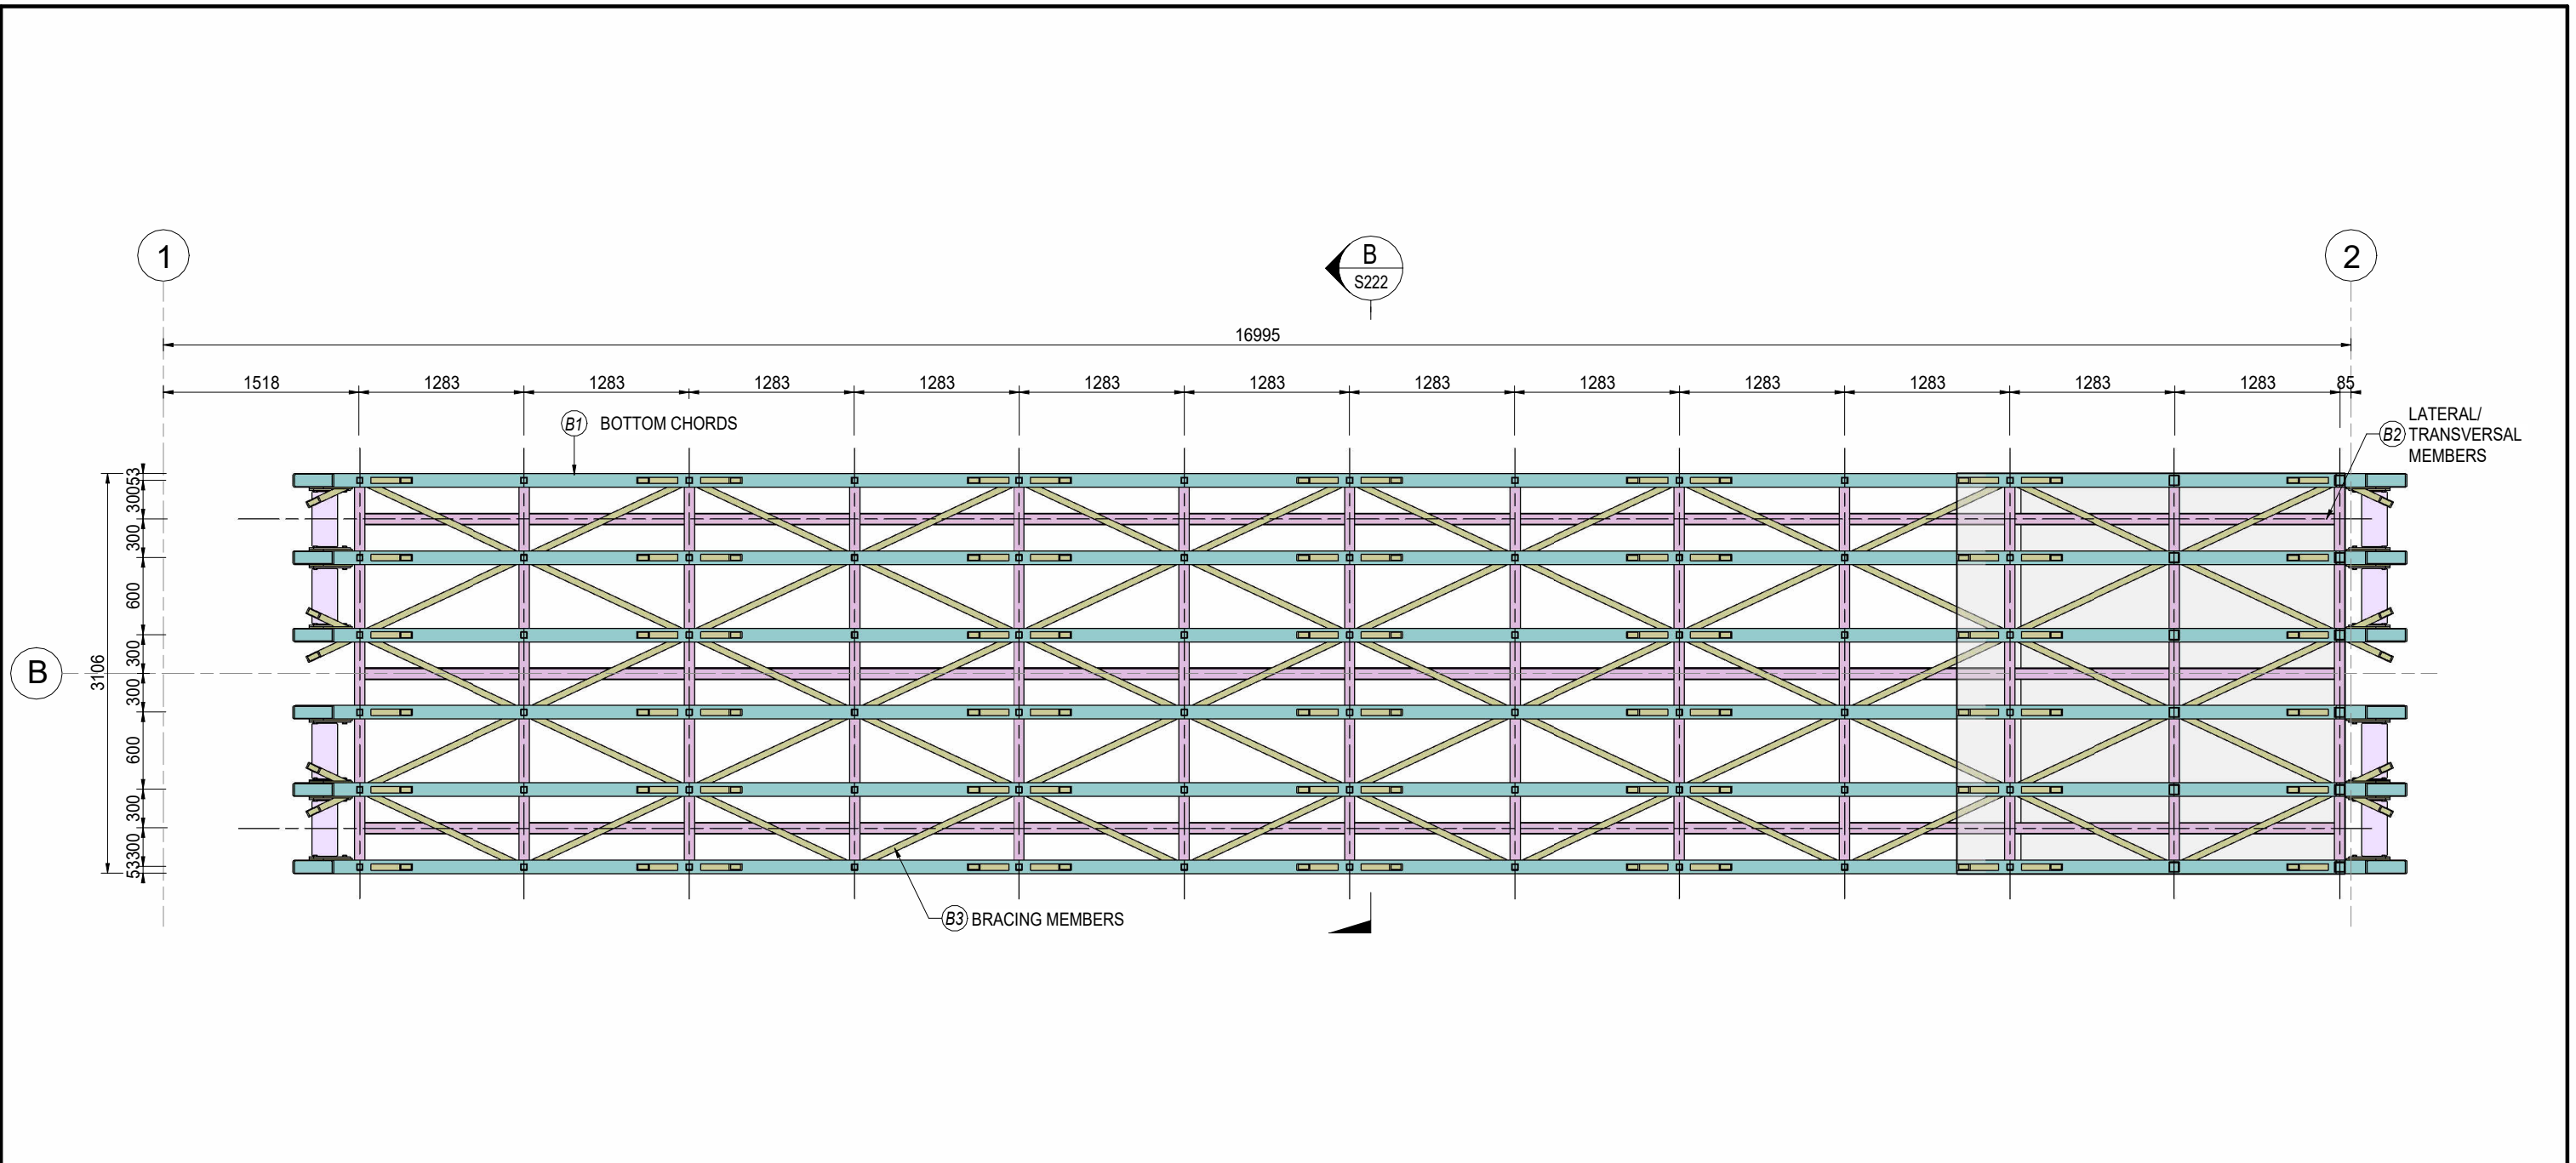 1
B
S222
2
16995
1518 1283 1283 1283 1283 1283 1283 1283 1283 1283 1283 1283 1283 85
B1 BOTTOM CHORDS
LATERAL/
B2 TRANSVERSAL
MEMBERS
53
300
300
600
300
B
3106
300
600
300
300
53
B3 BRACING MEMBERS